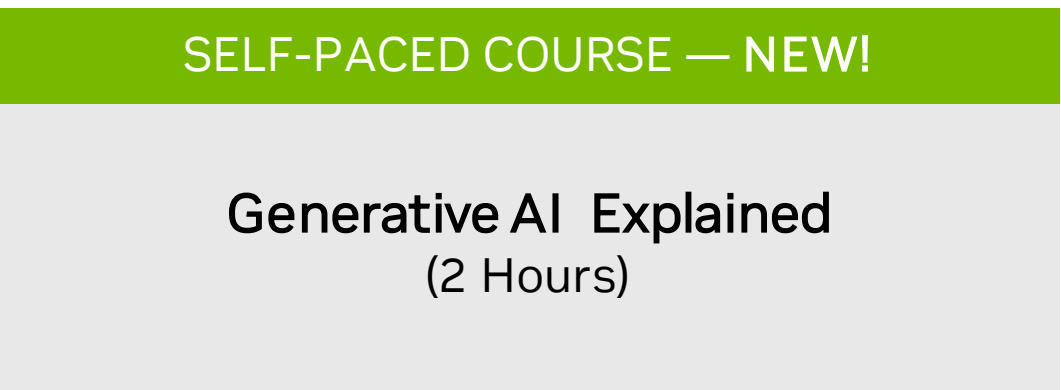 SELF-PACED COURSE — NEW!
Generative AI Explained
(2 Hours)